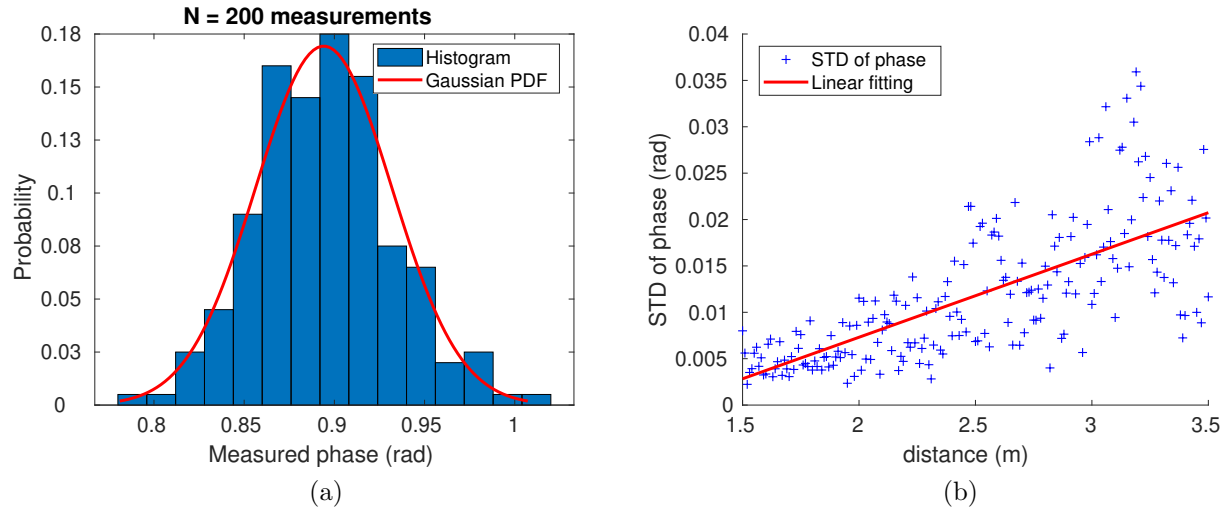 N = 200 measurements
0.18
0.15
0.13
0.1
0.08
0.05
0.03
0
Probability
0.8
0.85
0.9
0.95
1
Measured phase (rad)
Histogram
Gaussian PDF
(a)
0.04
0.035
0.03
0.025
0.02
0.015
0.01
0.005
0
STD of phase (rad)
1.5
2
2.5
3
3.5
distance (m)
STD of phase
Linear fitting
(b)